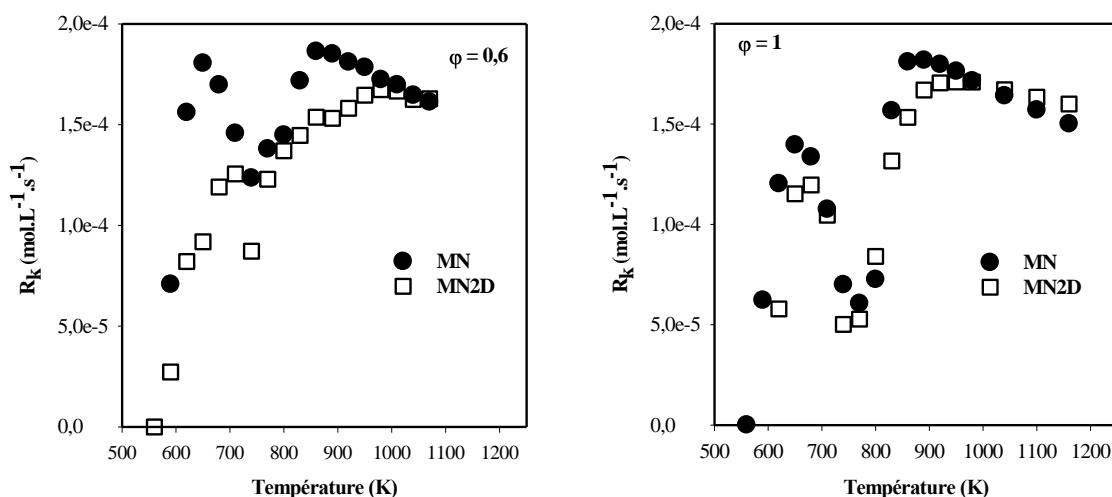 2,0e-4
1,5e-4
1,0e-4
5,0e-5
0,0
R_k (mol.L⁻¹.s⁻¹)
φ = 0,6
MN
MN2D
500 600 700 800 900 1000 1100 1200
Température (K)
2,0e-4
1,5e-4
1,0e-4
5,0e-5
0,0
R_k (mol.L⁻¹.s⁻¹)
φ = 1
MN
MN2D
500 600 700 800 900 1000 1100 1200
Température (K)